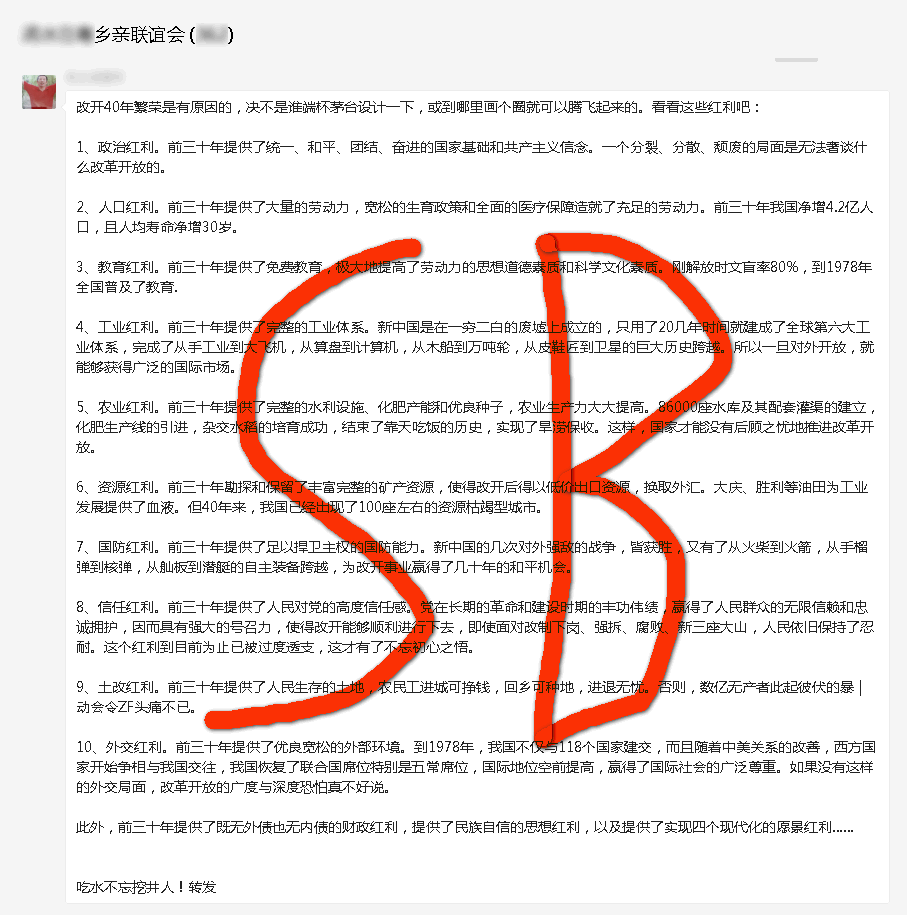 乡亲联谊会 (
)
改开40年繁荣是有原因的，决不是谁端杯茅台设计一下，或到哪里画个圈就可以腾飞起来的。看看这些红利吧：
1、政治红利。前三十年提供了统一、和平、团结、奋进的国家基础和共产主义信念。一个分裂、分散、颓废的局面是无法奢谈什
么改革开放的。
2、人口红利。前三十年提供了大量的劳动力，宽松的生育政策和全面的医疗保障造就了充足的劳动力。前三十年我国净增4.2亿人
口，且人均寿命净增30岁。
3、教育红利。前三十年提供了免费教育，极大地提高了劳动力的思想道德素质和科学文化素质。刚解放时文盲率80%，到1978年
全国普及了教育.
4、工业红利。前三十年提供了完整的工业体系。新中国是在一穷二白的废墟上成立的，只用了20几年时间就建成了全球第六大工
业体系，完成了从手工业到大飞机，从算盘到计算机，从木船到万吨轮，从皮鞋匠到卫星的巨大历史跨越。所以一旦对外开放，就
能够获得广泛的国际市场。
5、农业红利。前三十年提供了完整的水利设施、化肥产能和优良种子，农业生产力大大提高。86000座水库及其配套灌渠的建立，
化肥生产线的引进，杂交水稻的培育成功，结束了靠天吃饭的历史，实现了旱涝保收。这样，国家才能没有后顾之忧地推进改革开
放。
6、资源红利。前三十年勘探和保留了丰富完整的矿产资源，使得改开后得以低价出口资源，换取外汇。大庆、胜利等油田为工业
发展提供了血液。但40年来，我国已经出现了100座左右的资源枯竭型城市。
7、国防红利。前三十年提供了足以捍卫主权的国防能力。新中国的几次对外强敌的战争，皆获胜，又有了从火柴到火箭，从手榴
弹到核弹，从舢板到潜艇的自主装备跨越，为改开事业赢得了几十年的和平机会。
8、信任红利。前三十年提供了人民对党的高度信任感。党在长期的革命和建设时期的丰功伟绩，赢得了人民群众的无限信赖和忠
诚拥护，因而具有强大的号召力，使得改开能够顺利进行下去，即使面对改制下岗、强拆、腐败、新三座大山，人民依旧保持了忍
耐。这个红利到目前为止已被过度透支，这才有了不忘初心之悟。
9、土改红利。前三十年提供了人民生存的土地，农民工进城可挣钱，回乡可种地，进退无忧。否则，数亿无产者此起彼伏的暴 |
动会令ZF头痛不已。
10、外交红利。前三十年提供了优良宽松的外部环境。到1978年，我国不仅与118个国家建交，而且随着中美关系的改善，西方国
家开始争相与我国交往，我国恢复了联合国席位特别是五常席位，国际地位空前提高，赢得了国际社会的广泛尊重。如果没有这样
的外交局面，改革开放的广度与深度恐怕真不好说。
此外，前三十年提供了既无外债也无内债的财政红利，提供了民族自信的思想红利，以及提供了实现四个现代化的愿景红利......
吃水不忘挖井人！转发
SB